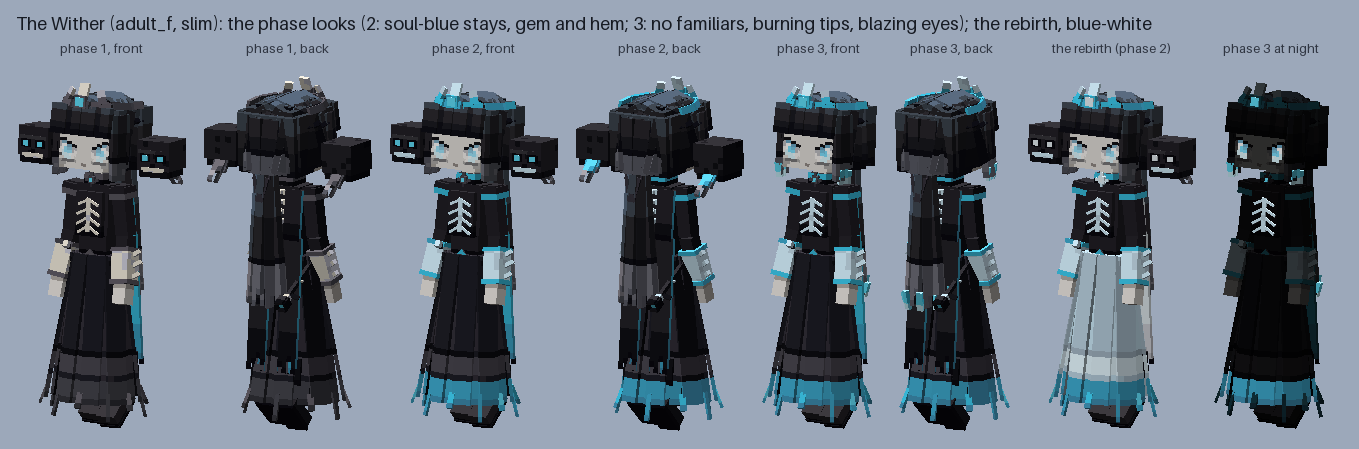 The Wither (adult_f, slim): the phase looks (2: soul-blue stays, gem and hem; 3: no familiars, burning tips, blazing eyes); the rebirth, blue-white
phase 1, front
phase 1, back
phase 2, front
phase 2, back
phase 3, front
phase 3, back
the rebirth (phase 2)
phase 3 at night